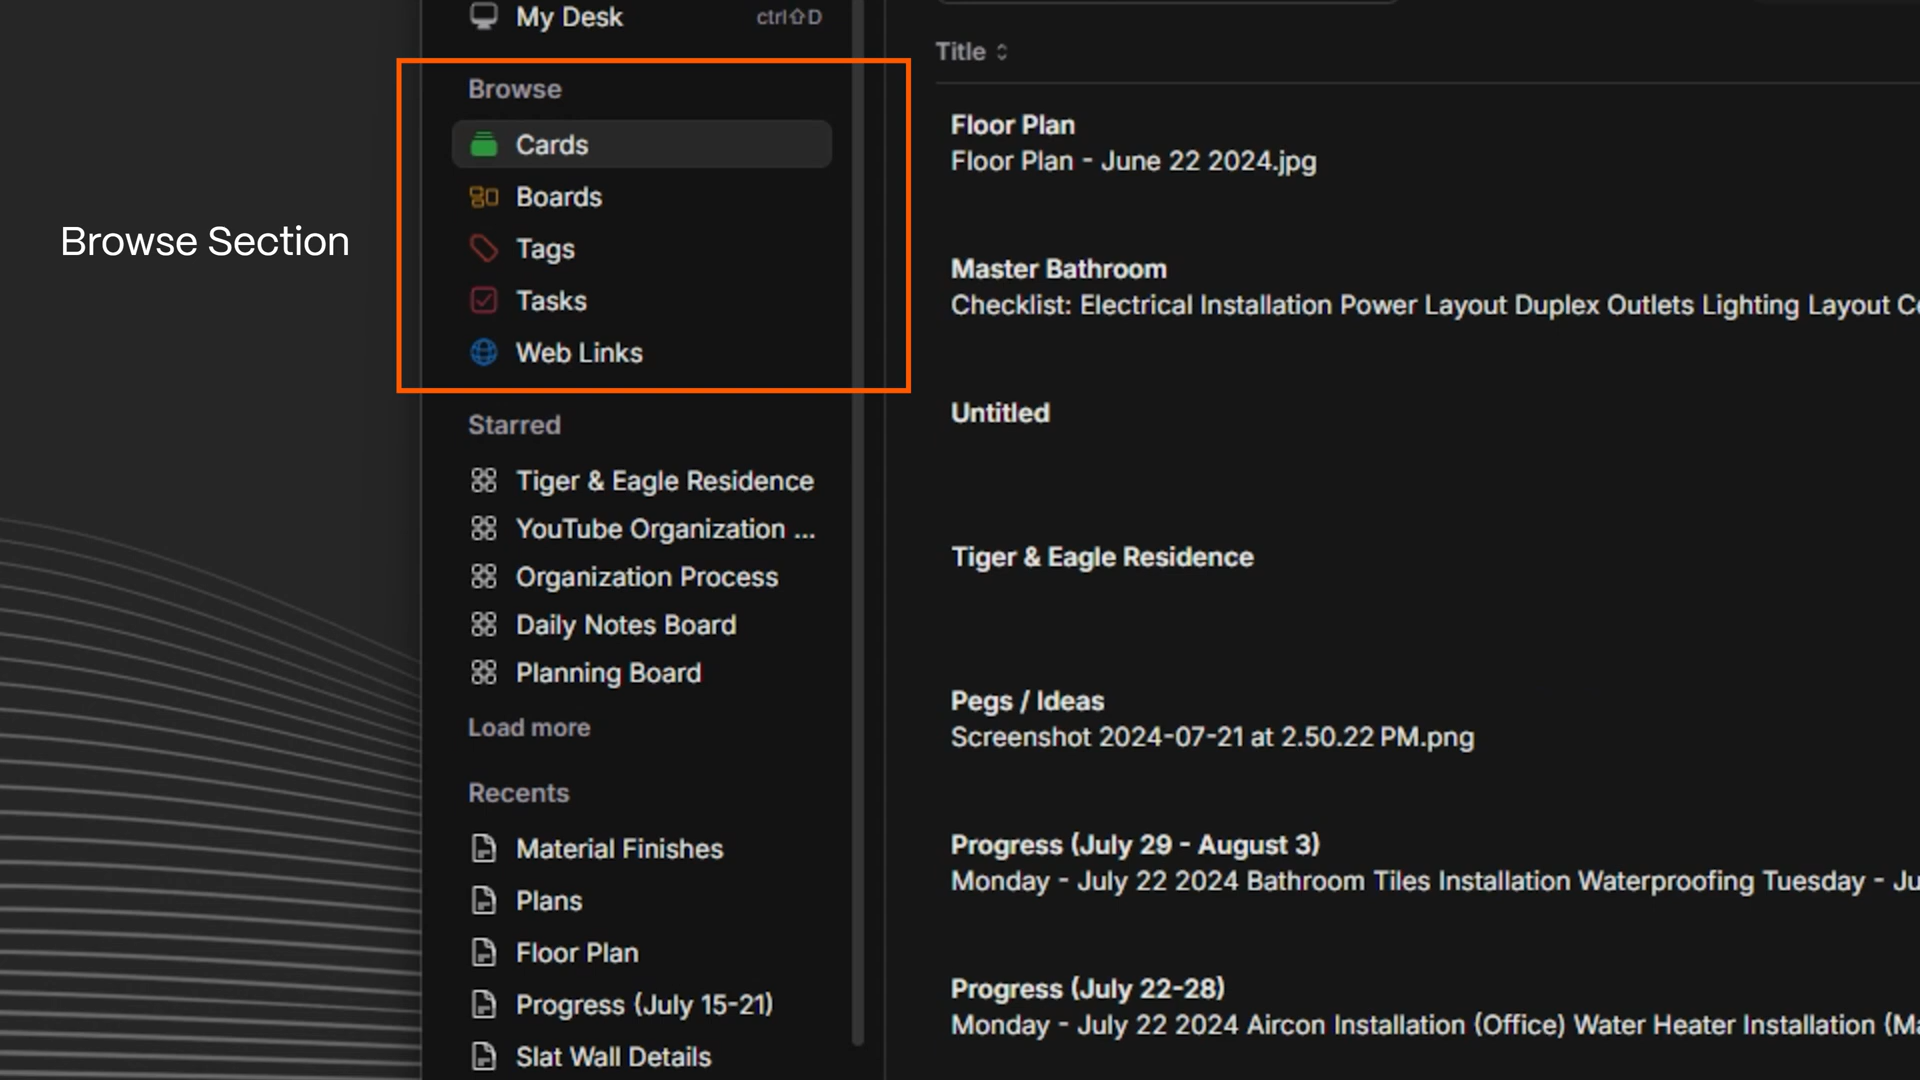 My Desk ctrl⇧D
Browse
Cards
Boards
Tags
Tasks
Web Links
Browse Section
Starred
Tiger & Eagle Residence
YouTube Organization ...
Organization Process
Daily Notes Board
Planning Board
Load more
Recents
Material Finishes
Plans
Floor Plan
Progress (July 15-21)
Slat Wall Details
Title
Floor Plan
Floor Plan - June 22 2024.jpg
Master Bathroom
Checklist: Electrical Installation Power Layout Duplex Outlets Lighting Layout
Untitled
Tiger & Eagle Residence
Pegs / Ideas
Screenshot 2024-07-21 at 2.50.22 PM.png
Progress (July 29 - August 3)
Monday - July 22 2024 Bathroom Tiles Installation Waterproofing Tuesday -
Progress (July 22-28)
Monday - July 22 2024 Aircon Installation (Office) Water Heater Installation